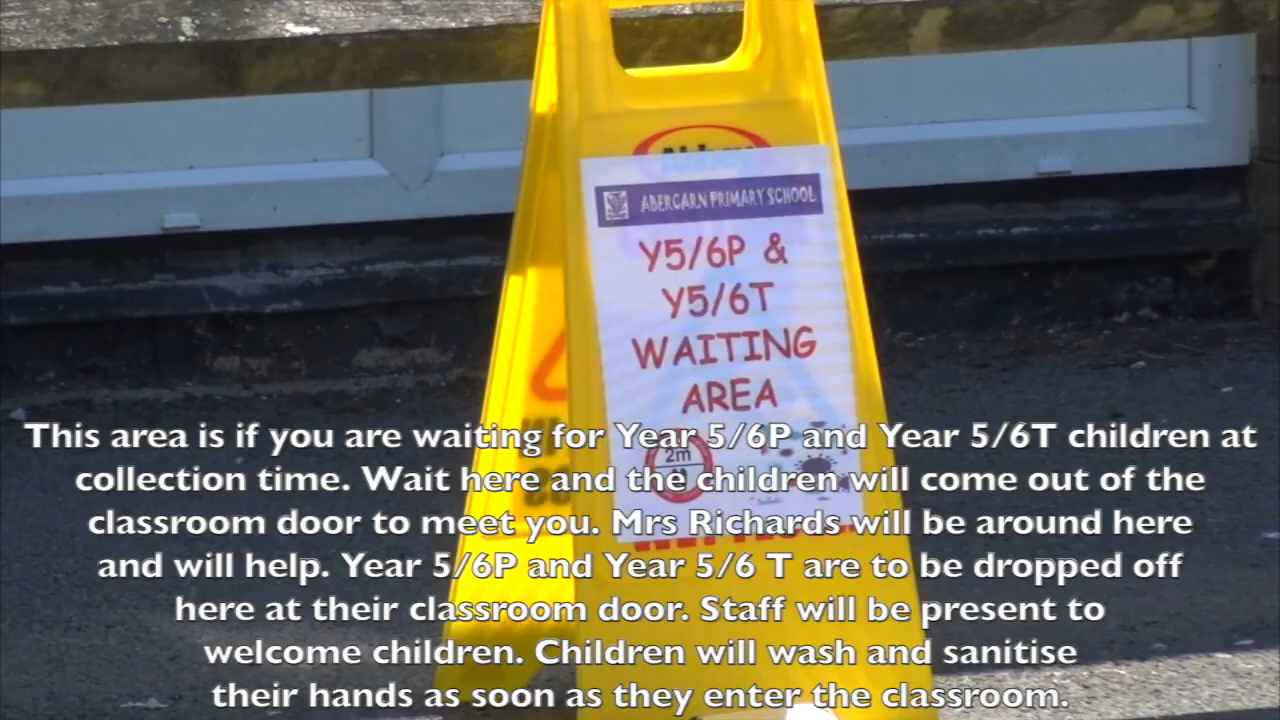 Abbey
ABERCARN PRIMARY SCHOOL
Y5/6P &
Y5/6T
WAITING
AREA
2m
This area is if you are waiting for Year 5/6P and Year 5/6T children at
collection time. Wait here and the children will come out of the
classroom door to meet you. Mrs Richards will be around here
and will help. Year 5/6P and Year 5/6 T are to be dropped off
here at their classroom door. Staff will be present to
welcome children. Children will wash and sanitise
their hands as soon as they enter the classroom.